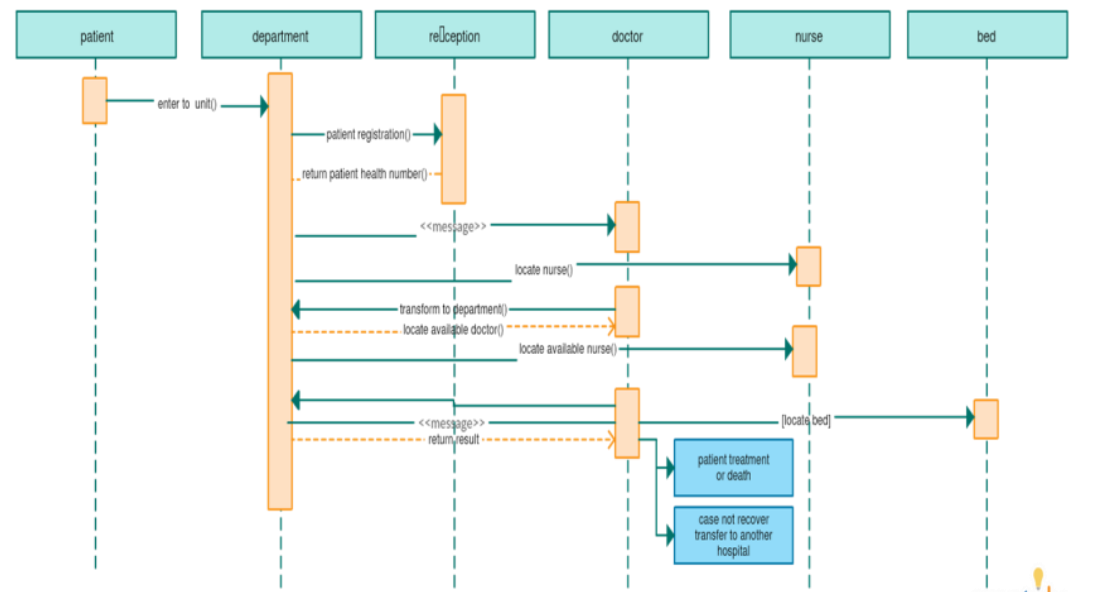 patient
department
re▯ception
doctor
nurse
bed
enter to unit()
patient registration()
return patient health number()
<<message>>
locate nurse()
transform to department()
locate available doctor()
locate available nurse()
[locate bed]
<<message>>
return result
patient treatment
or death
case not recover
transfer to another
hospital